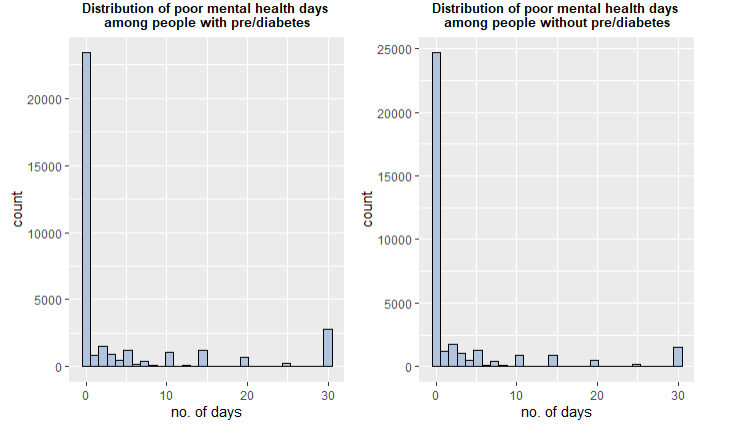 Distribution of poor mental health days
among people with pre/diabetes
20000
15000
10000
5000
0
count
0 10 20 30
no. of days
Distribution of poor mental health days
among people without pre/diabetes
25000
20000
15000
10000
5000
0
count
0 10 20 30
no. of days